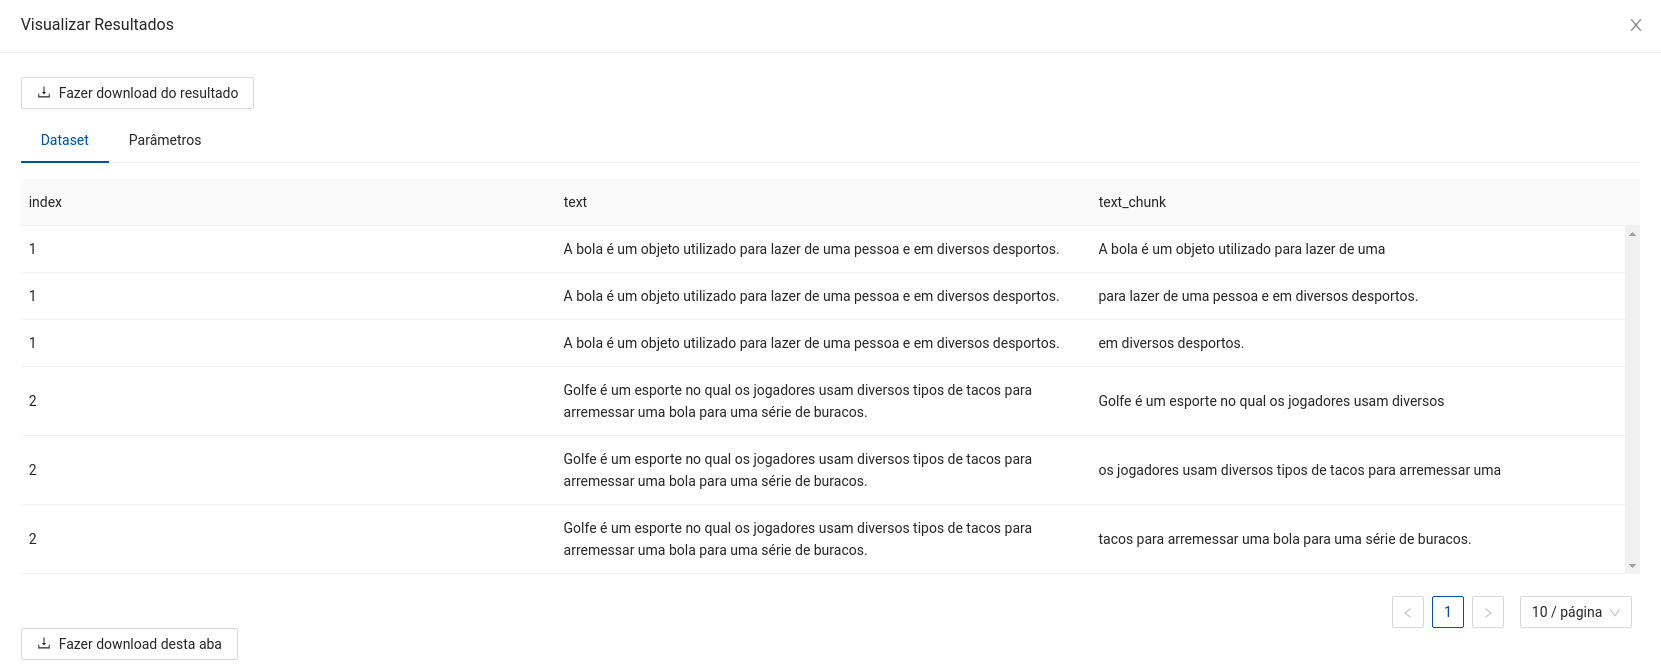 Visualizar Resultados
Fazer download do resultado
Dataset Parâmetros
index text text_chunk
1 A bola é um objeto utilizado para lazer de uma pessoa e em diversos desportos. A bola é um objeto utilizado para lazer de uma
1 A bola é um objeto utilizado para lazer de uma pessoa e em diversos desportos. para lazer de uma pessoa e em diversos desportos.
1 A bola é um objeto utilizado para lazer de uma pessoa e em diversos desportos. em diversos desportos.
2 Golfe é um esporte no qual os jogadores usam diversos tipos de tacos para
arremessar uma bola para uma série de buracos. Golfe é um esporte no qual os jogadores usam diversos
2 Golfe é um esporte no qual os jogadores usam diversos tipos de tacos para
arremessar uma bola para uma série de buracos. os jogadores usam diversos tipos de tacos para arremessar uma
2 Golfe é um esporte no qual os jogadores usam diversos tipos de tacos para
arremessar uma bola para uma série de buracos. tacos para arremessar uma bola para uma série de buracos.
1 10 / página
Fazer download desta aba